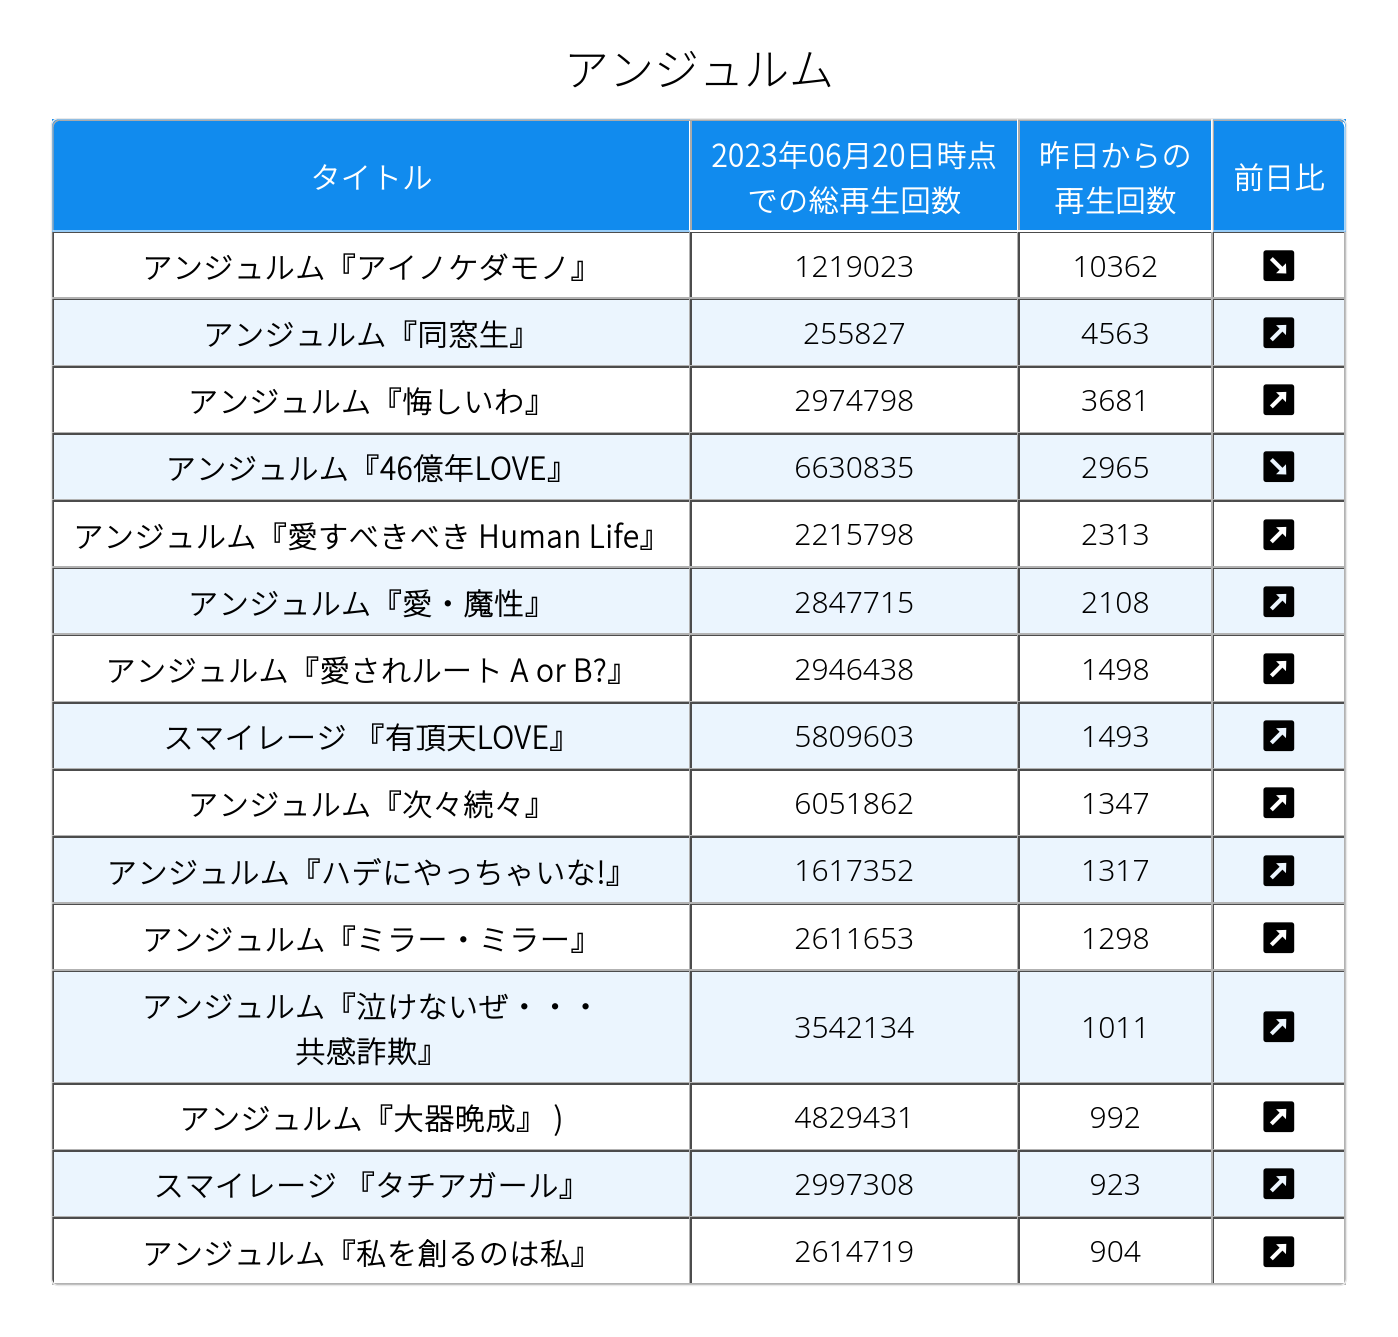 アンジュルム
タイトル
2023年06月20日時点
での総再生回数
昨日からの
再生回数
前日比
アンジュルム『アイノケダモノ』 1219023 10362
アンジュルム『同窓生』 255827 4563
アンジュルム『悔しいわ』 2974798 3681
アンジュルム『46億年LOVE』 6630835 2965
アンジュルム『愛すべきべき Human Life』 2215798 2313
アンジュルム『愛・魔性』 2847715 2108
アンジュルム『愛されルート A or B?』 2946438 1498
スマイレージ 『有頂天LOVE』 5809603 1493
アンジュルム『次々続々』 6051862 1347
アンジュルム『ハデにやっちゃいな!』 1617352 1317
アンジュルム『ミラー・ミラー』 2611653 1298
アンジュルム『泣けないぜ・・・
共感詐欺』 3542134 1011
アンジュルム『大器晩成』 ) 4829431 992
スマイレージ 『タチアガール』 2997308 923
アンジュルム『私を創るのは私』 2614719 904